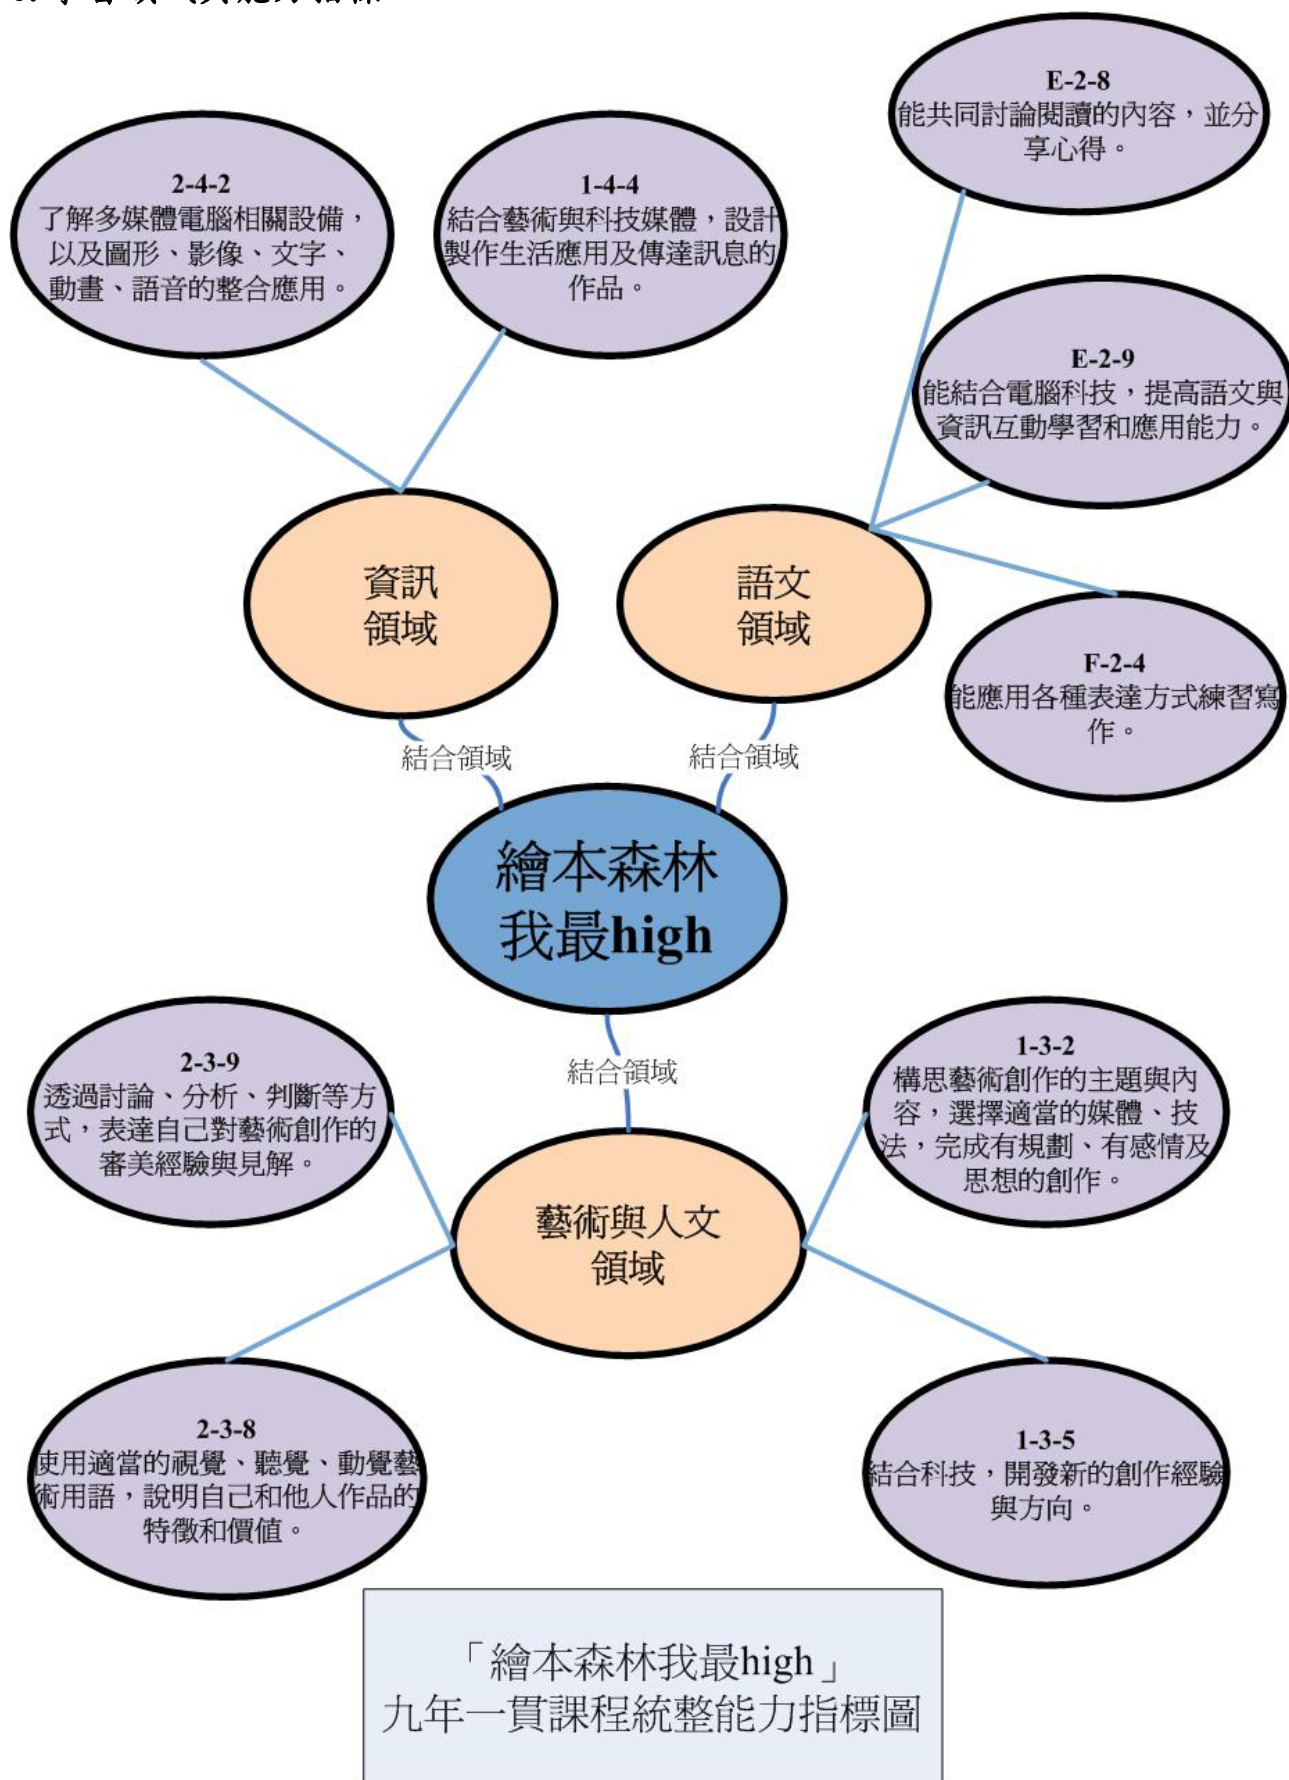 E-2-8
能共同討論閱讀的內容，並分
享心得。
2-4-2
了解多媒體電腦相關設備，
以及圖形、影像、文字、
動畫、語音的整合應用。
1-4-4
結合藝術與科技媒體，設計
製作生活應用及傳達訊息的
作品。
E-2-9
能結合電腦科技，提高語文與
資訊互動學習和應用能力。
資訊
領域
語文
領域
F-2-4
能應用各種表達方式練習寫
作。
結合領域
結合領域
繪本森林
我最high
結合領域
2-3-9
透過討論、分析、判斷等方
式，表達自己對藝術創作的
審美經驗與見解。
1-3-2
構思藝術創作的主題與內
容，選擇適當的媒體、技
法，完成有規劃、有感情及
思想的創作。
藝術與人文
領域
2-3-8
使用適當的視覺、聽覺、動覺藝
術用語，說明自己和他人作品的
特徵和價值。
1-3-5
結合科技，開發新的創作經驗
與方向。
「繪本森林我最high」
九年一貫課程統整能力指標圖